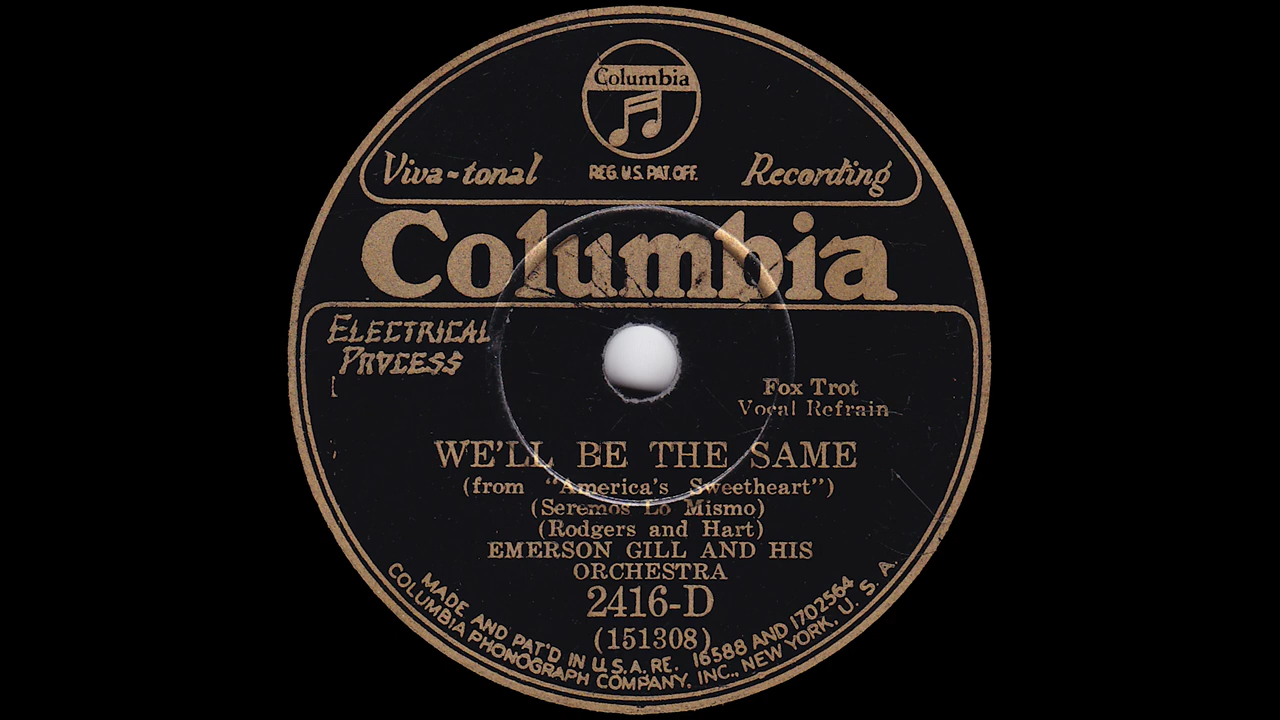 Columbia
REG. U.S. PAT. OFF.
Viva-tonal Recording
Columbia
ELECTRICAL
PROCESS
Fox Trot
Vocal Refrain
WE'LL BE THE SAME
(from "America's Sweetheart")
(Seremos Lo Mismo)
(Rodgers and Hart)
EMERSON GILL AND HIS
ORCHESTRA
2416-D
(151308)
MADE AND PAT'D IN U.S.A. RE. 16588 AND 1702564
COLUMBIA PHONOGRAPH COMPANY, INC., NEW YORK, U. S. A.